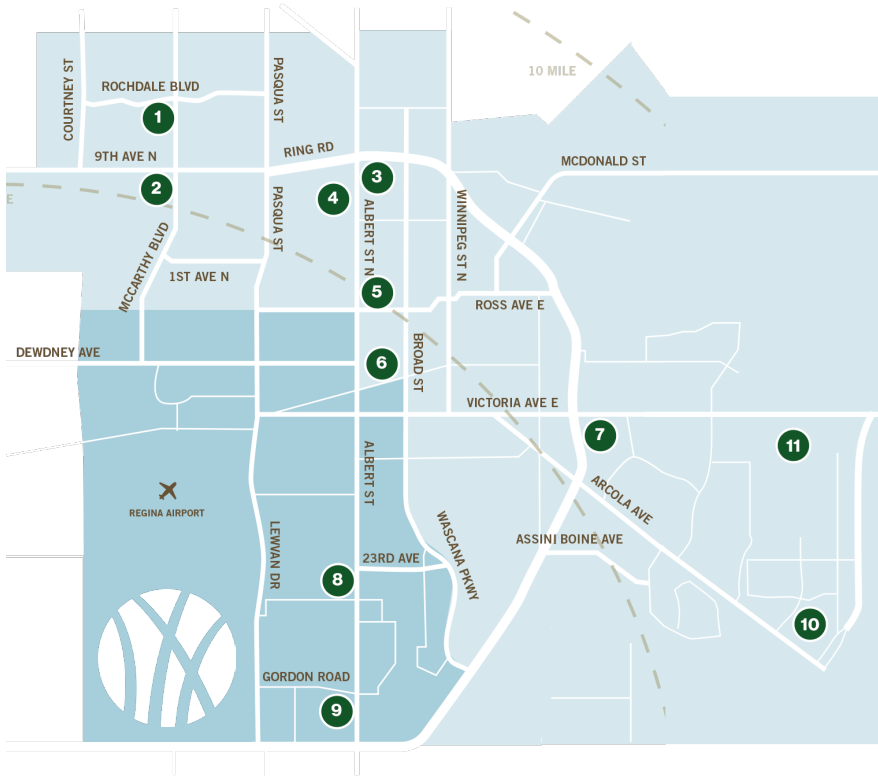 10 MILE
COURTNEY ST
ROCHDALE BLVD
PASQUA ST
1
9TH AVE N
RING RD
MCDONALD ST
2
3
4
E
PASQUA ST
ALBERT ST N
WINNIPEG ST N
MCCARTHY BLVD
1ST AVE N
5
ROSS AVE E
DEWDNEY AVE
6
BROAD ST
VICTORIA AVE E
7
11
ALBERT ST
REGINA AIRPORT
ARCOLA AVE
LEWVAN DR
WASCANA PKWY
ASSINI BOINE AVE
23RD AVE
8
10
GORDON ROAD
9